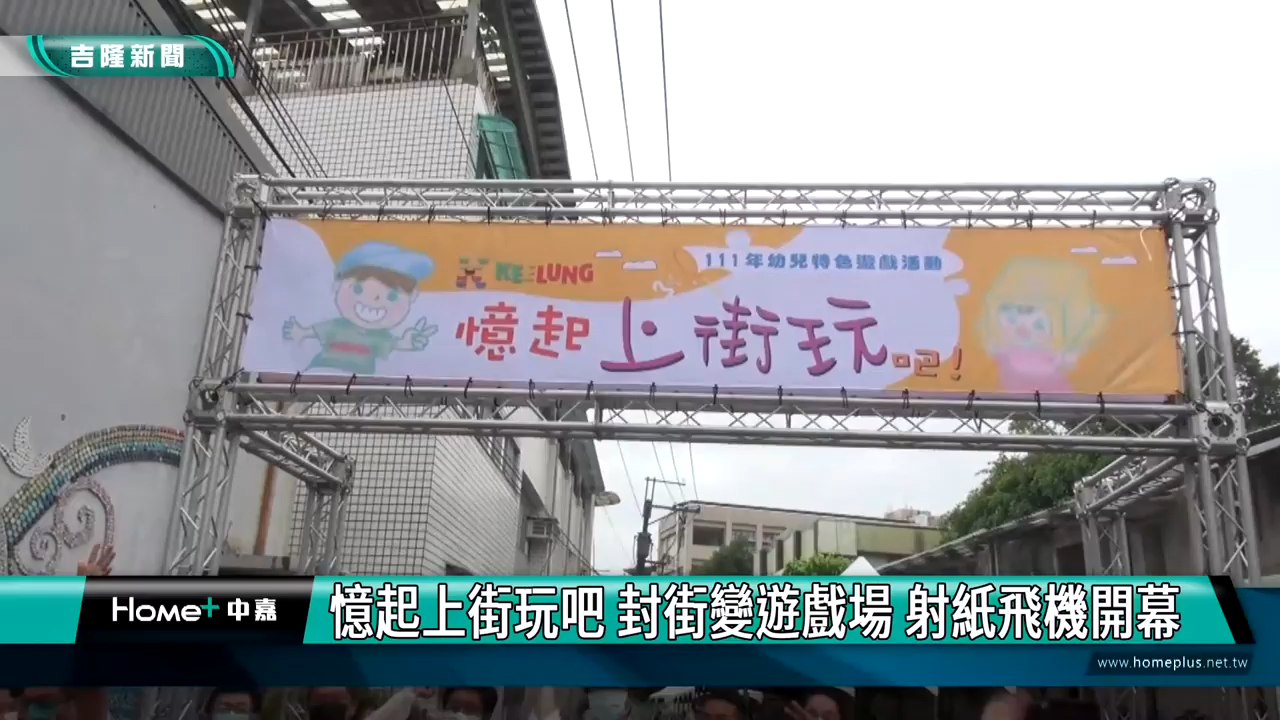 吉隆新聞
KEELUNG
111年幼兒特色遊戲活動
憶起上街玩吧!
Home+中嘉
憶起上街玩吧 封街變遊戲場 射紙飛機開幕
www.homeplus.net.tw